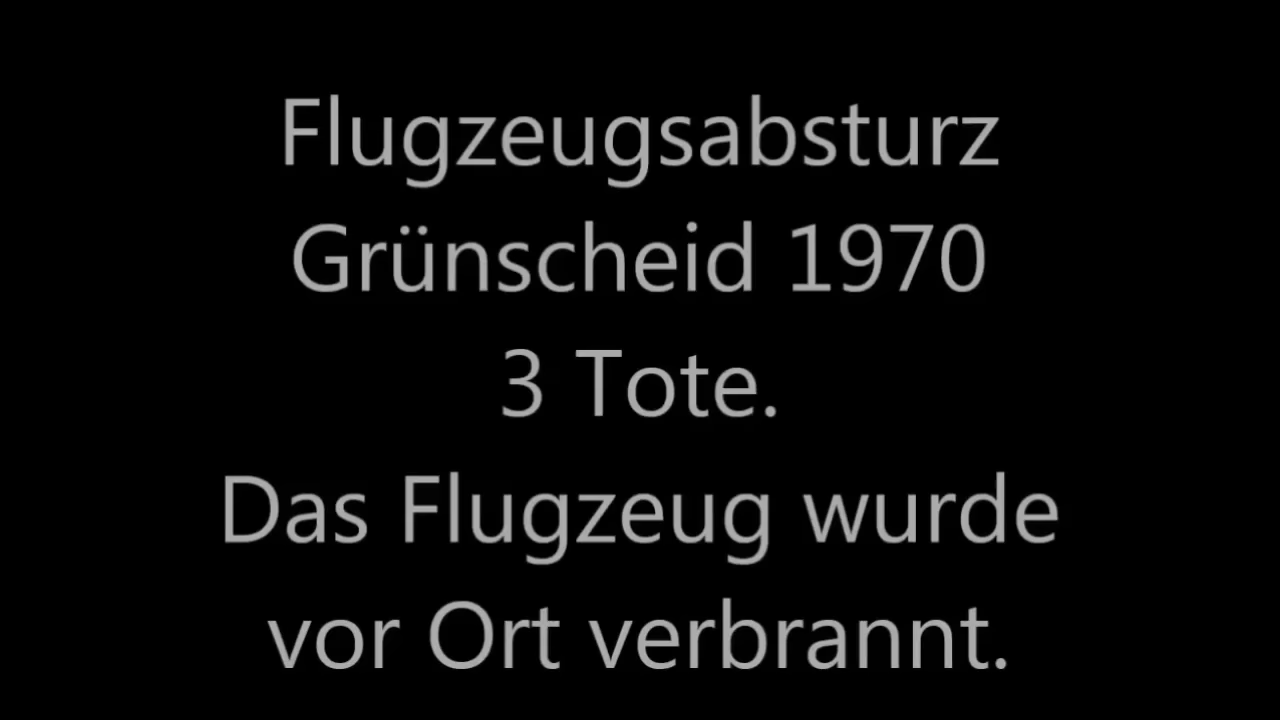 Flugzeugsabsturz
Grünscheid 1970
3 Tote.
Das Flugzeug wurde
vor Ort verbrannt.